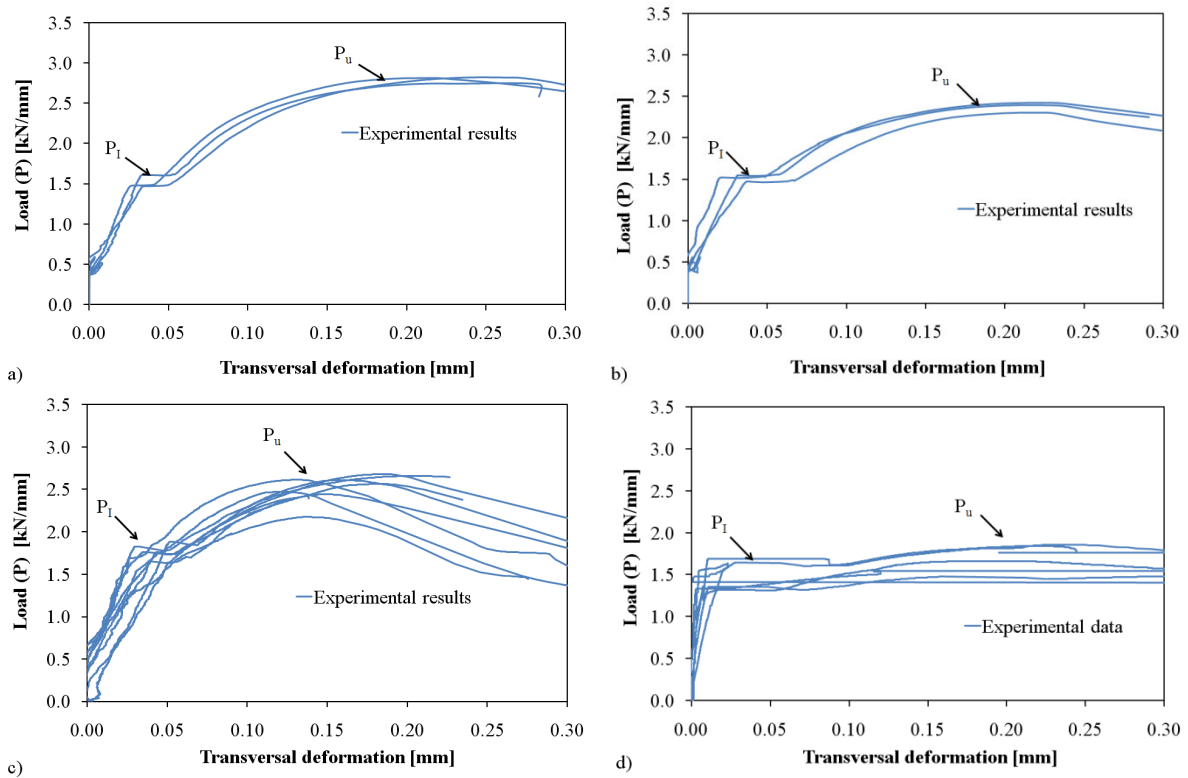 3.5
3.0
2.5
2.0
1.5
1.0
0.5
0.0
Load (P) [kN/mm]
Pu
PI
Experimental results
0.00 0.05 0.10 0.15 0.20 0.25 0.30
Transversal deformation [mm]
a)
3.5
3.0
2.5
2.0
1.5
1.0
0.5
0.0
Load (P) [kN/mm]
Pu
PI
Experimental results
0.00 0.05 0.10 0.15 0.20 0.25 0.30
Transversal deformation [mm]
b)
3.5
3.0
2.5
2.0
1.5
1.0
0.5
0.0
Load (P) [kN/mm]
Pu
PI
Experimental results
0.00 0.05 0.10 0.15 0.20 0.25 0.30
Transversal deformation [mm]
c)
3.5
3.0
2.5
2.0
1.5
1.0
0.5
0.0
Load (P) [kN/mm]
Pu
PI
Experimental data
0.00 0.05 0.10 0.15 0.20 0.25 0.30
Transversal deformation [mm]
d)